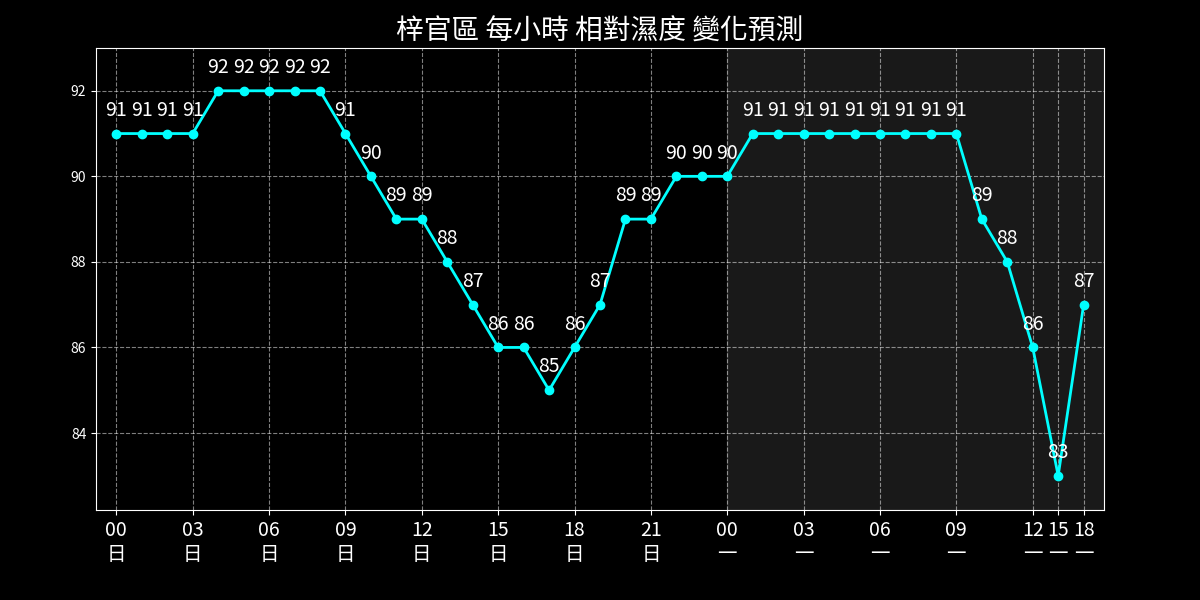 梓官區 每小時 相對濕度 變化預測
92 92 92 92 92
91 91 91 91 91 91 91 91 91 91 91 91 91 91
90 90 90 90
89 89 89 89 89
88 88
87 87 87
86 86 86 86
85
83
92
90
88
86
84
00 03 06 09 12 15 18 21 00 03 06 09 12 15 18
日 日 日 日 日 日 日 日 一 一 一 一 一 一 一